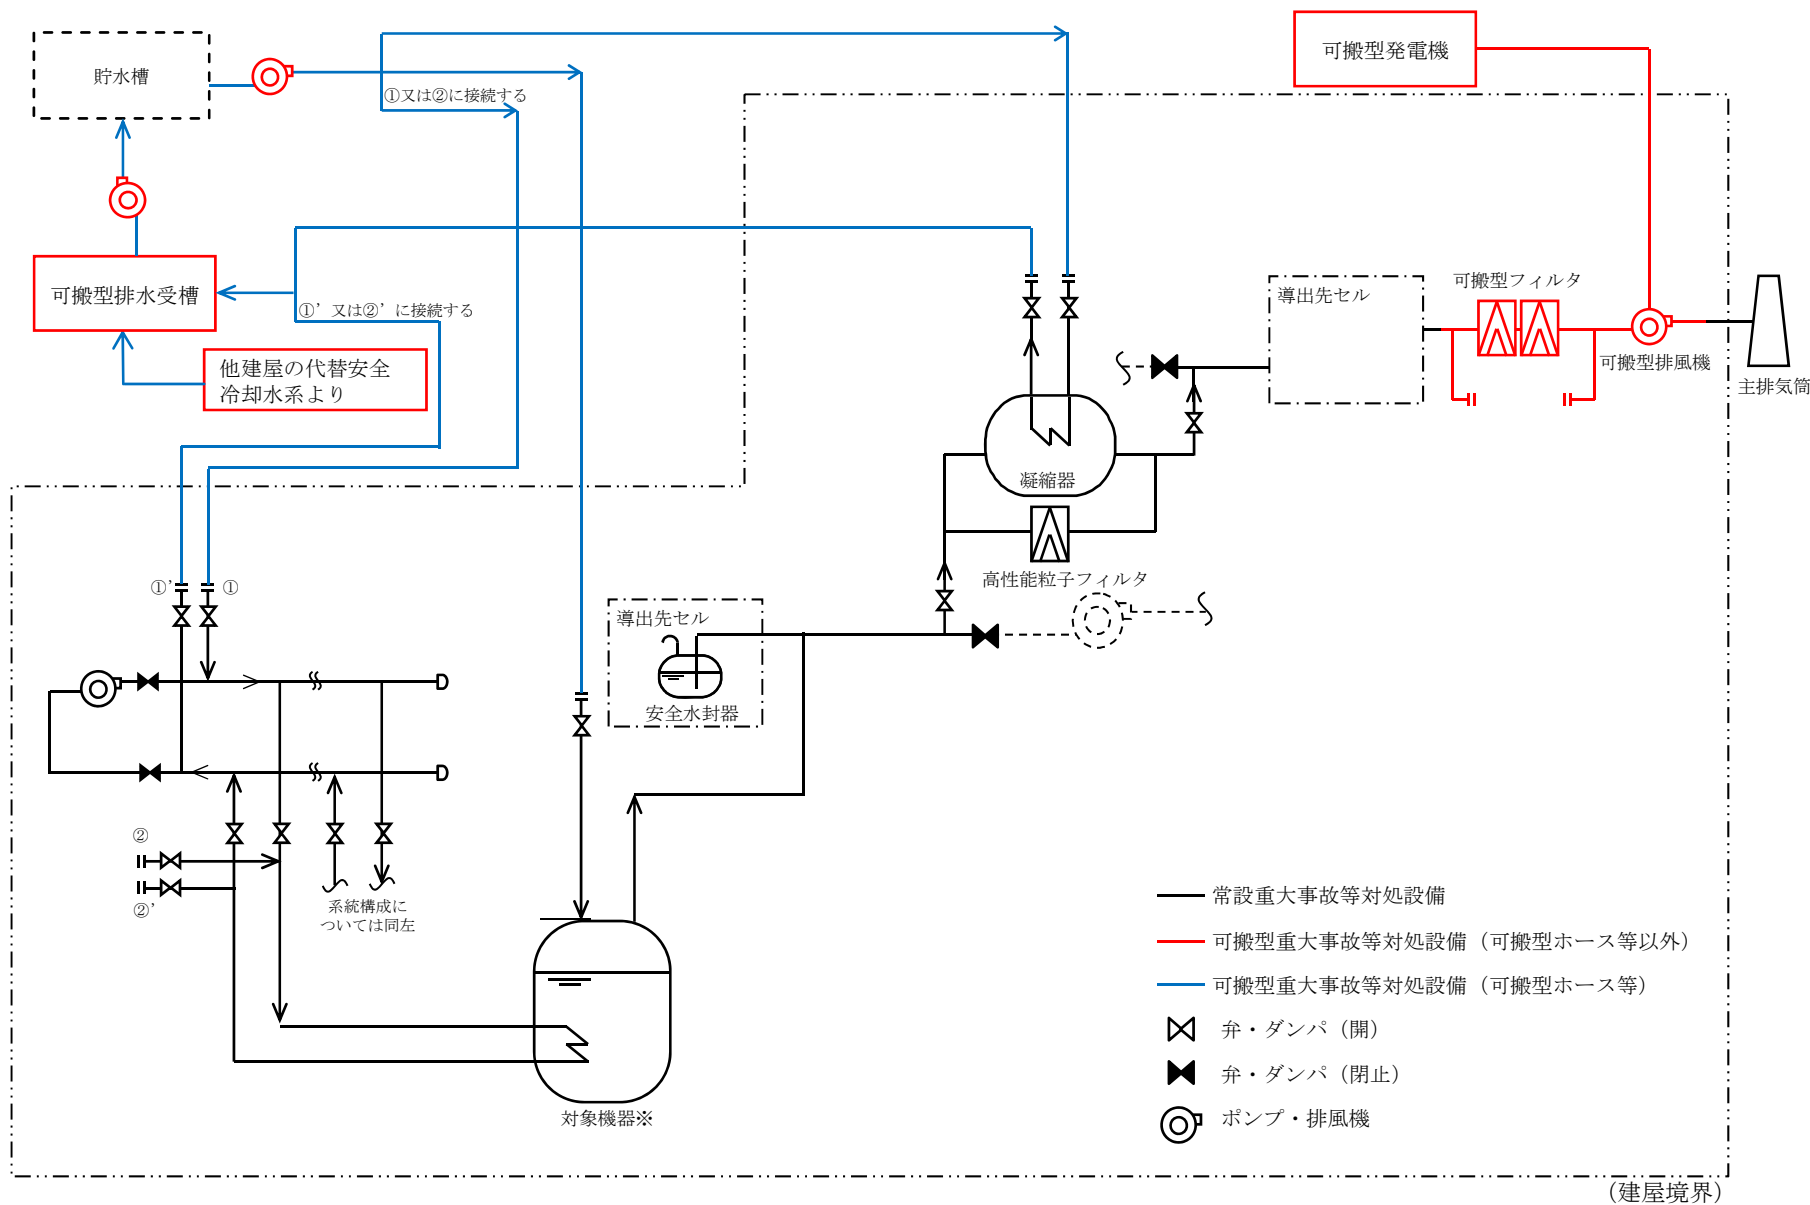 貯水槽
可搬型発電機
①又は②に接続する
可搬型排水受槽
①’又は②’に接続する
他建屋の代替安全
冷却水系より
導出先セル
可搬型フィルタ
可搬型排風機
主排気筒
凝縮器
高性能粒子フィルタ
①’
①
導出先セル
安全水封器
②
②’
系統構成に
ついては同左
対象機器※
常設重大事故等対処設備
可搬型重大事故等対処設備（可搬型ホース等以外）
可搬型重大事故等対処設備（可搬型ホース等）
弁・ダンパ（開）
弁・ダンパ（閉止）
ポンプ・排風機
（建屋境界）